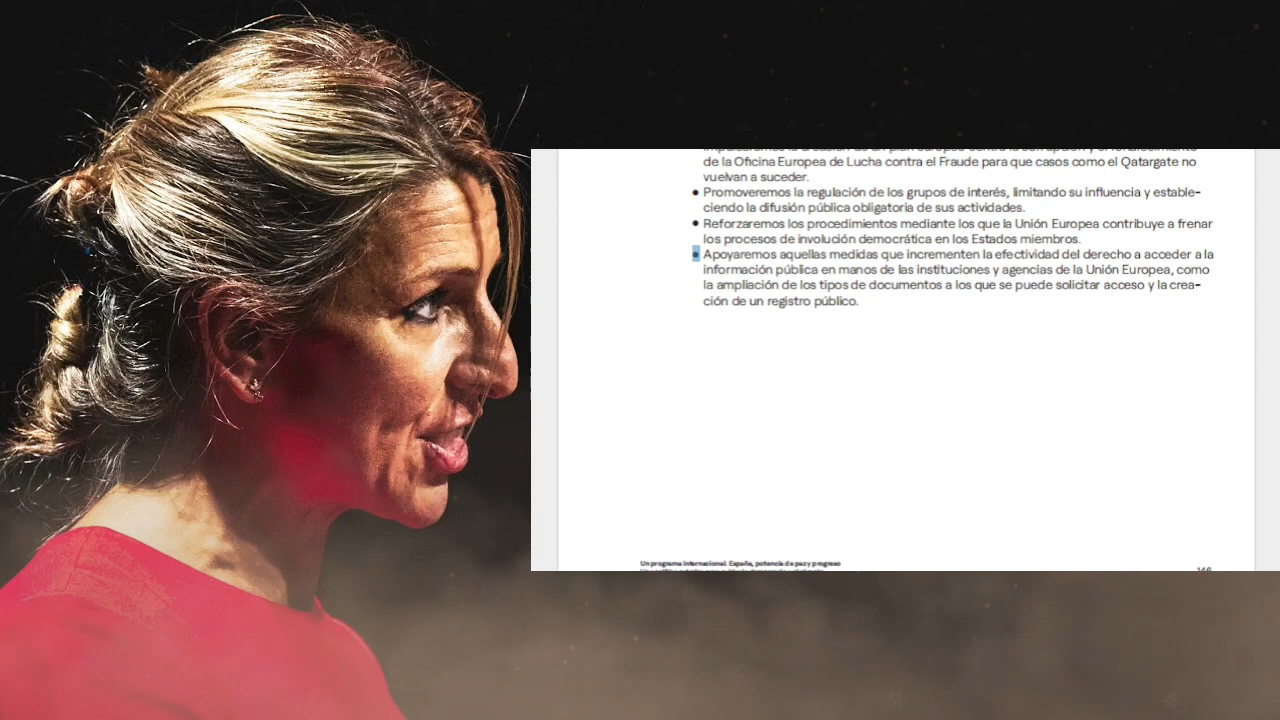 de la Oficina Europea de Lucha contra el Fraude para que casos como el Qatargate no
vuelvan a suceder.
● Promoveremos la regulación de los grupos de interés, limitando su influencia y estable-
ciendo la difusión pública obligatoria de sus actividades.
● Reforzaremos los procedimientos mediante los que la Unión Europea contribuye a frenar
los procesos de involución democrática en los Estados miembros.
● Apoyaremos aquellas medidas que incrementen la efectividad del derecho a acceder a la
información pública en manos de las instituciones y agencias de la Unión Europea, como
la ampliación de los tipos de documentos a los que se puede solicitar acceso y la crea-
ción de un registro público.
Un programa internacional. España, potencia de paz y progreso